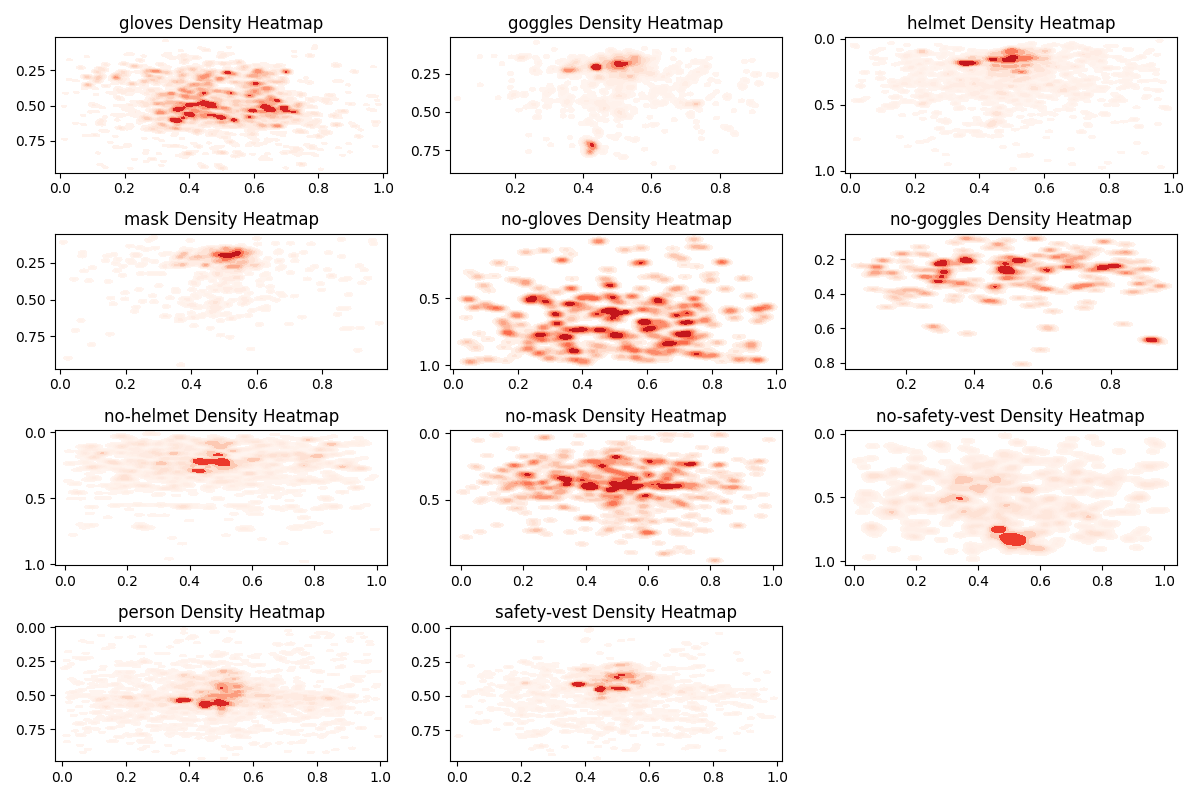 gloves Density Heatmap
0.25
0.50
0.75
0.0 0.2 0.4 0.6 0.8 1.0
goggles Density Heatmap
0.25
0.50
0.75
0.2 0.4 0.6 0.8
helmet Density Heatmap
0.0
0.5
1.0
0.0 0.2 0.4 0.6 0.8 1.0
mask Density Heatmap
0.25
0.50
0.75
0.0 0.2 0.4 0.6 0.8
no-gloves Density Heatmap
0.5
1.0
0.0 0.2 0.4 0.6 0.8 1.0
no-goggles Density Heatmap
0.2
0.4
0.6
0.8
0.2 0.4 0.6 0.8
no-helmet Density Heatmap
0.0
0.5
1.0
0.0 0.2 0.4 0.6 0.8 1.0
no-mask Density Heatmap
0.0
0.5
0.0 0.2 0.4 0.6 0.8 1.0
no-safety-vest Density Heatmap
0.0
0.5
1.0
0.0 0.2 0.4 0.6 0.8 1.0
person Density Heatmap
0.00
0.25
0.50
0.75
0.0 0.2 0.4 0.6 0.8 1.0
safety-vest Density Heatmap
0.00
0.25
0.50
0.75
0.0 0.2 0.4 0.6 0.8 1.0